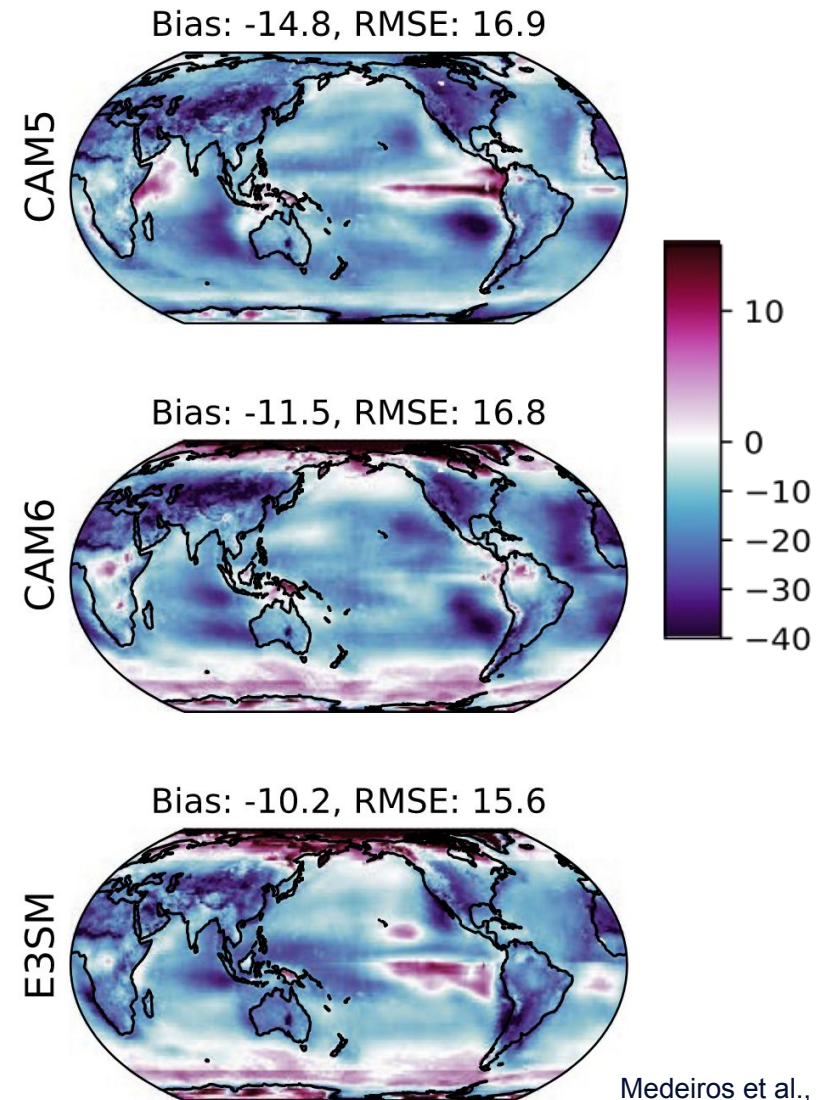 Bias: -14.8, RMSE: 16.9
CAM5
Bias: -11.5, RMSE: 16.8
CAM6
10
0
−10
−20
−30
−40
Bias: -10.2, RMSE: 15.6
E3SM
Medeiros et al.,